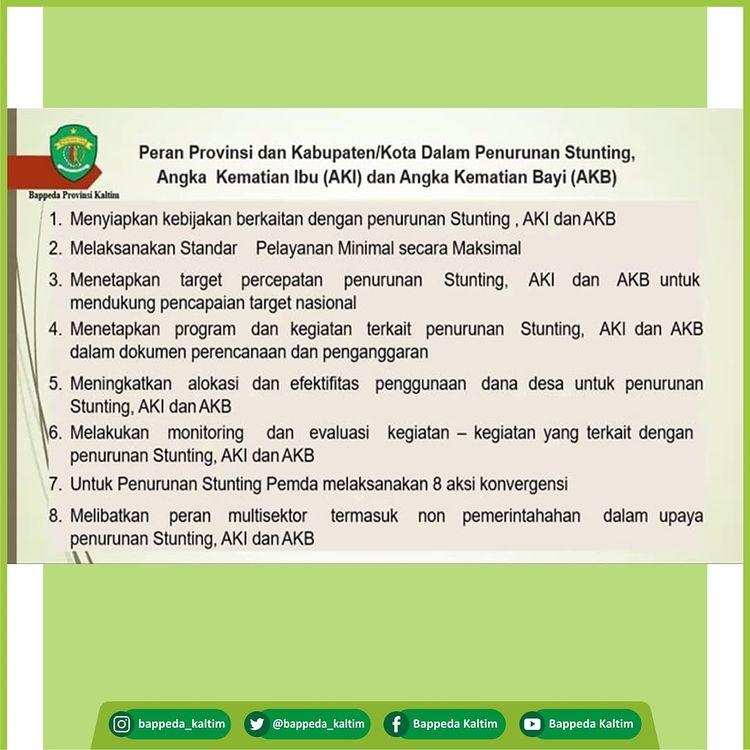 Peran Provinsi dan Kabupaten/Kota Dalam Penurunan Stunting,
Angka Kematian Ibu (AKI) dan Angka Kematian Bayi (AKB)
Bappeda Provinsi Kaltim
1. Menyiapkan kebijakan berkaitan dengan penurunan Stunting , AKI dan AKB
2. Melaksanakan Standar Pelayanan Minimal secara Maksimal
3. Menetapkan target percepatan penurunan Stunting, AKI dan AKB untuk
mendukung pencapaian target nasional
4. Menetapkan program dan kegiatan terkait penurunan Stunting, AKI dan AKB
dalam dokumen perencanaan dan penganggaran
5. Meningkatkan alokasi dan efektifitas penggunaan dana desa untuk penurunan
Stunting, AKI dan AKB
6. Melakukan monitoring dan evaluasi kegiatan – kegiatan yang terkait dengan
penurunan Stunting, AKI dan AKB
7. Untuk Penurunan Stunting Pemda melaksanakan 8 aksi konvergensi
8. Melibatkan peran multisektor termasuk non pemerintahahan dalam upaya
penurunan Stunting, AKI dan AKB
bappeda_kaltim @bappeda_kaltim Bappeda Kaltim Bappeda Kaltim